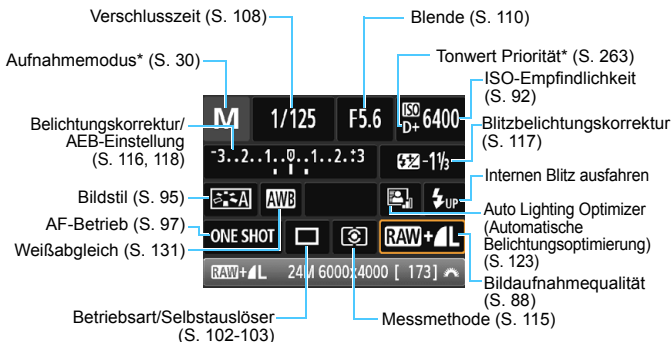 Verschlusszeit (S. 108)
Blende (S. 110)
Aufnahmemodus* (S. 30)
Tonwert Priorität* (S. 263)
ISO-Empfindlichkeit
(S. 92)
M 1/125 F5.6 ISO D+ 6400
Belichtungskorrektur/
AEB-Einstellung
(S. 116, 118)
-3..2..1..0..1..2.:+3
-1⅓
Blitzbelichtungskorrektur
(S. 117)
Bildstil (S. 95)
A AWB UP
Internen Blitz ausfahren
AF-Betrieb (S. 97)
Weißabgleich (S. 131)
ONE SHOT RAW+L
Auto Lighting Optimizer
(Automatische
Belichtungsoptimierung)
(S. 123)
RAW+L 24M 6000x4000 [ 173]
Bildaufnahmequalität
(S. 88)
Betriebsart/Selbstauslöser
(S. 102-103)
Messmethode (S. 115)